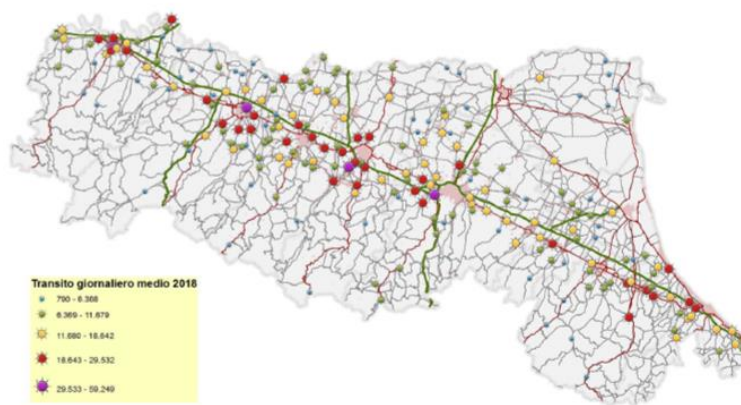 Transito giornaliero medio 2018
790 - 6.368
6.369 - 11.679
11.680 - 18.642
18.643 - 29.532
29.533 - 59.249